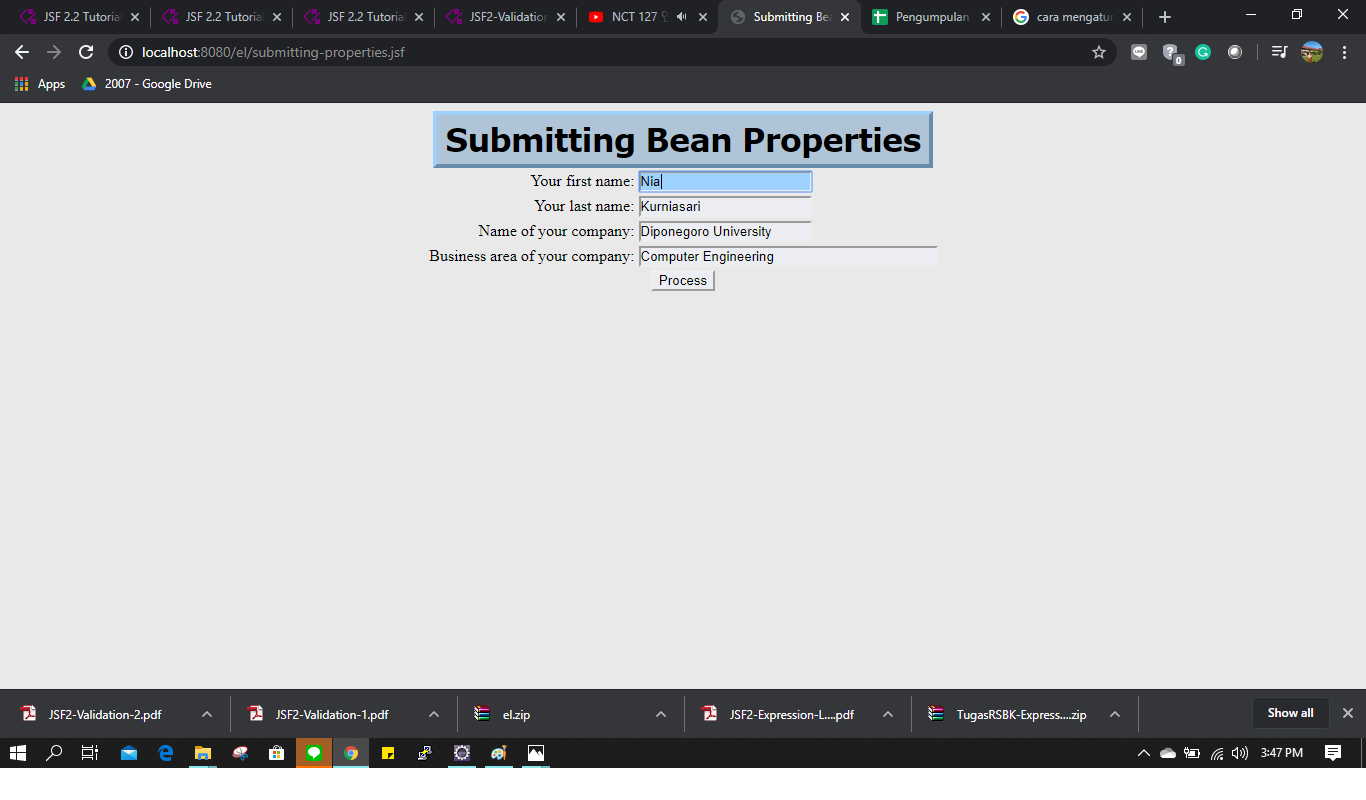 JSF 2.2 Tutorial
JSF 2.2 Tutorial
JSF 2.2 Tutorial
JSF2-Validation
NCT 127
Submitting Be
Pengumpulan
cara mengatur
localhost:8080/el/submitting-properties.jsf
0
Apps
2007 - Google Drive
Submitting Bean Properties
Your first name: Nia
Your last name: Kurniasari
Name of your company: Diponegoro University
Business area of your company: Computer Engineering
Process
JSF2-Validation-2.pdf
JSF2-Validation-1.pdf
el.zip
JSF2-Expression-L....pdf
TugasRSBK-Express....zip
Show all
3:47 PM